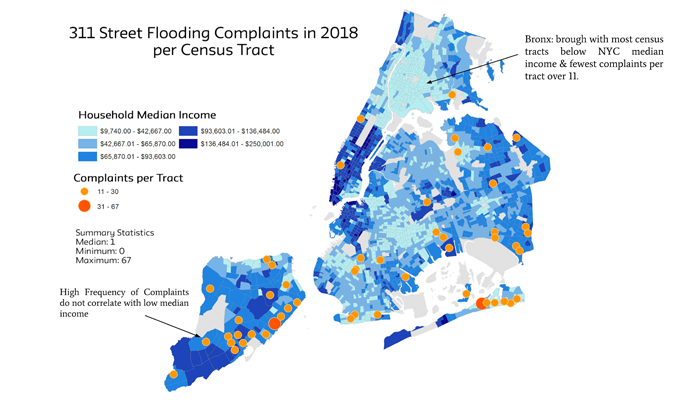 311 Street Flooding Complaints in 2018
per Census Tract
Bronx: brough with most census
tracts below NYC median
income & fewest complaints per
tract over 11.
Household Median Income
$9,740.00 - $42,667.00
$93,603.01 - $136,484.00
$42,667.01 - $65,870.00
$136,484.01 - $250,001.00
$65,870.01 - $93,603.00
Complaints per Tract
11 - 30
31 - 67
Summary Statistics
Median: 1
Minimum: 0
Maximum: 67
High Frequency of Complaints
do not correlate with low median
income